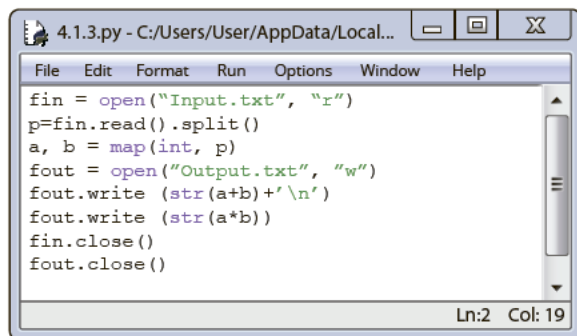 4.1.3.py - C:/Users/User/AppData/Local...
File Edit Format Run Options Window Help
fin = open(“Input.txt”, “r”)
p=fin.read().split()
a, b = map(int, p)
fout = open(”Output.txt”, ”w”)
fout.write (str(a+b)+’\n’)
fout.write (str(a*b))
fin.close()
fout.close()
Ln:2 Col: 19